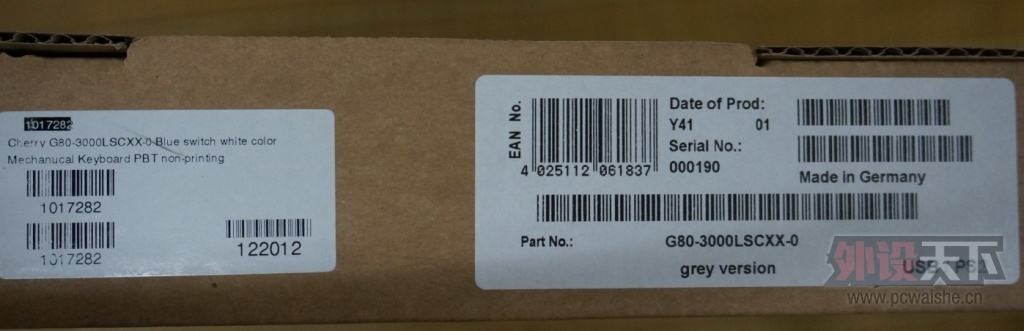 1017282
Cherry G80-3000LSCXX-0 Blue switch white color
Mechanucal Keyboard PBT non-printing
1017282
1017282
122012
EAN No.
4 025112 061837
Date of Prod:
Y41 01
Serial No.:
000190
Made in Germany
Part No.: G80-3000LSCXX-0
grey version USB + PS2
外设天下
www.pcwaishe.cn